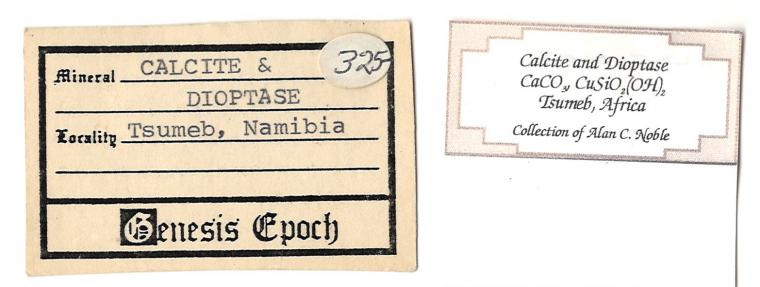 325
Mineral CALCITE &
DIOPTASE
Locality Tsumeb, Namibia
Genesis Epoch
Calcite and Dioptase
CaCO₃, CuSiO₂(OH)₂
Tsumeb, Africa
Collection of Alan C. Noble